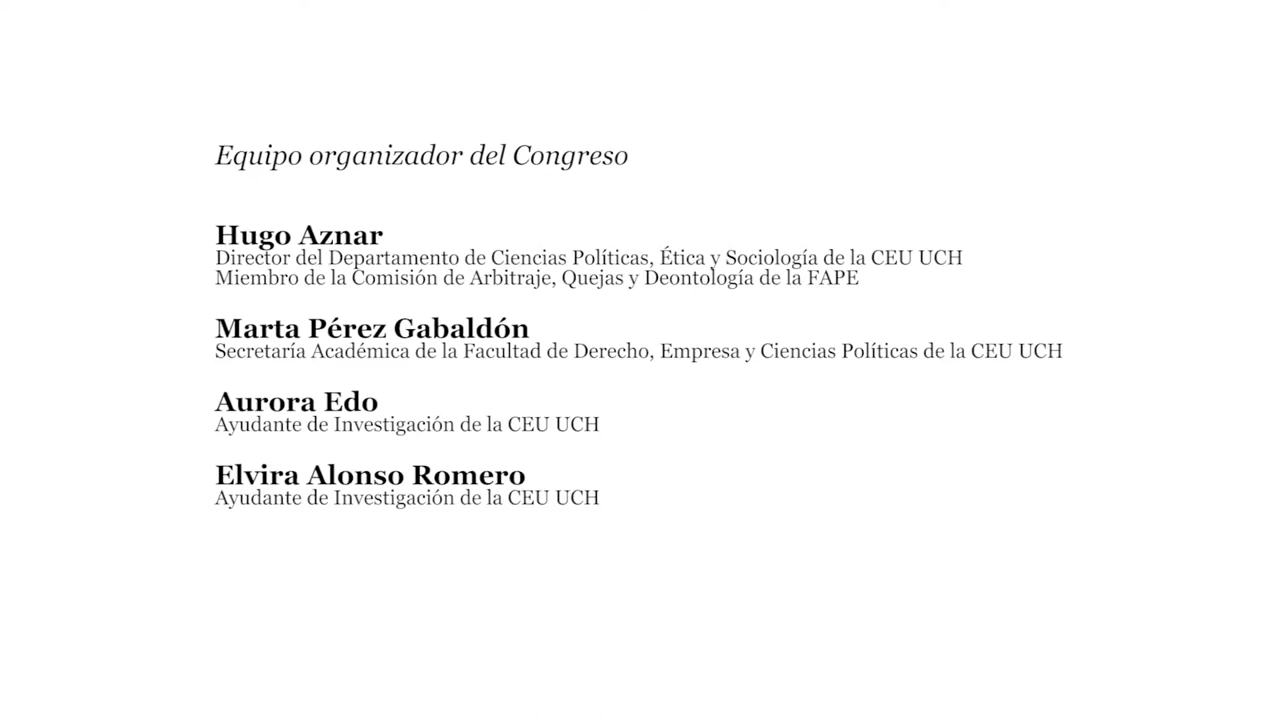 Equipo organizador del Congreso
Hugo Aznar
Director del Departamento de Ciencias Políticas, Ética y Sociología de la CEU UCH
Miembro de la Comisión de Arbitraje, Quejas y Deontología de la FAPE
Marta Pérez Gabaldón
Secretaría Académica de la Facultad de Derecho, Empresa y Ciencias Políticas de la CEU UCH
Aurora Edo
Ayudante de Investigación de la CEU UCH
Elvira Alonso Romero
Ayudante de Investigación de la CEU UCH